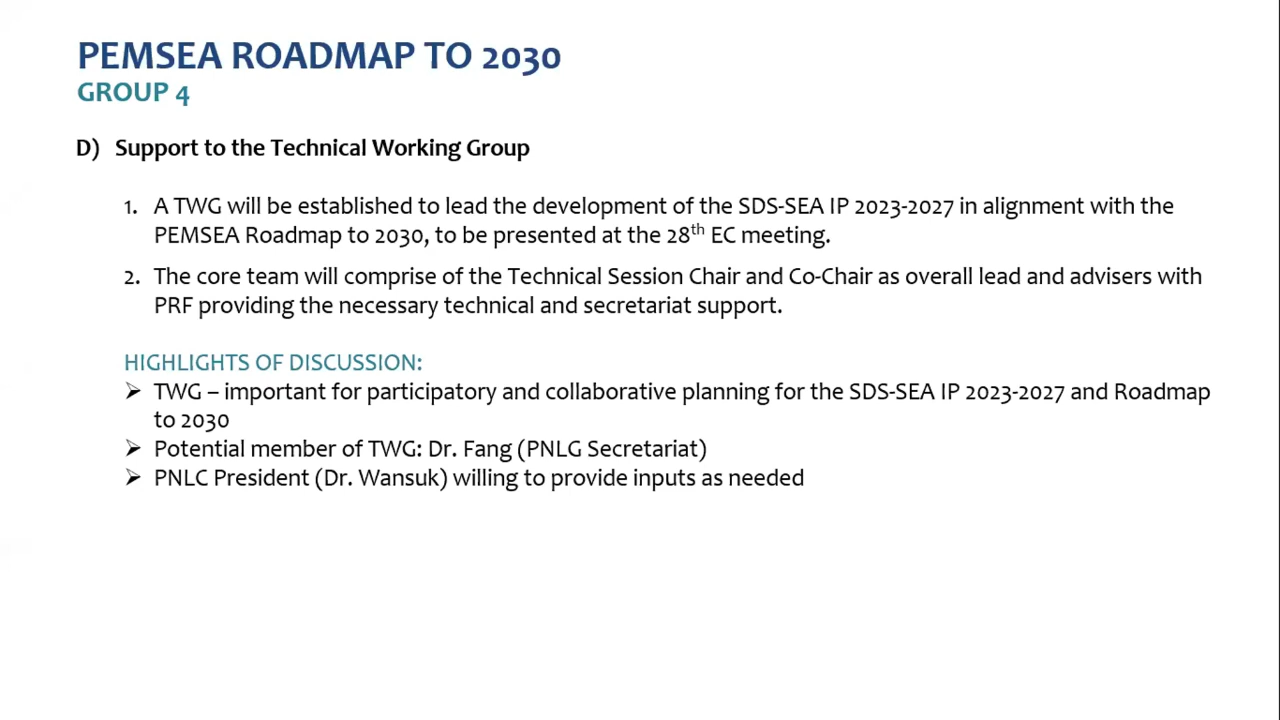 PEMSEA ROADMAP TO 2030
GROUP 4
D) Support to the Technical Working Group
1. A TWG will be established to lead the development of the SDS-SEA IP 2023-2027 in alignment with the
PEMSEA Roadmap to 2030, to be presented at the 28th EC meeting.
2. The core team will comprise of the Technical Session Chair and Co-Chair as overall lead and advisers with
PRF providing the necessary technical and secretariat support.
HIGHLIGHTS OF DISCUSSION:
➢ TWG – important for participatory and collaborative planning for the SDS-SEA IP 2023-2027 and Roadmap
to 2030
➢ Potential member of TWG: Dr. Fang (PNLG Secretariat)
➢ PNLC President (Dr. Wansuk) willing to provide inputs as needed